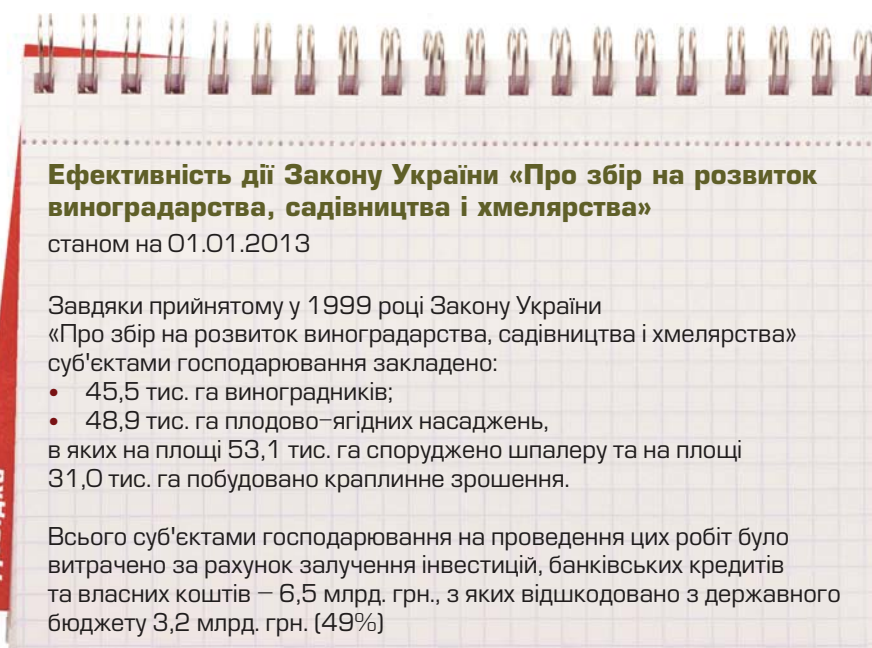 Ефективність дії Закону України «Про збір на розвиток
виноградарства, садівництва і хмелярства»
станом на 01.01.2013
Завдяки прийнятому у 1999 році Закону України
«Про збір на розвиток виноградарства, садівництва і хмелярства»
суб'єктами господарювання закладено:
• 45,5 тис. га виноградників;
• 48,9 тис. га плодово–ягідних насаджень,
в яких на площі 53,1 тис. га споруджено шпалеру та на площі
31,0 тис. га побудовано краплинне зрошення.
Всього суб'єктами господарювання на проведення цих робіт було
витрачено за рахунок залучення інвестицій, банківських кредитів
та власних коштів – 6,5 млрд. грн., з яких відшкодовано з державного
бюджету 3,2 млрд. грн. (49%)